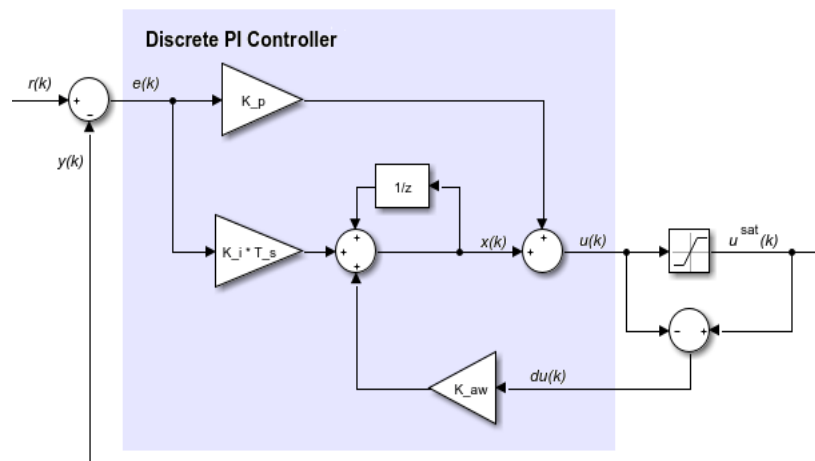 Discrete PI Controller
r(k)
e(k)
+
−
K_p
y(k)
1/z
K_i * T_s
+
+
+
x(k)
+
+
u(k)
u sat (k)
−
+
K_aw
du(k)